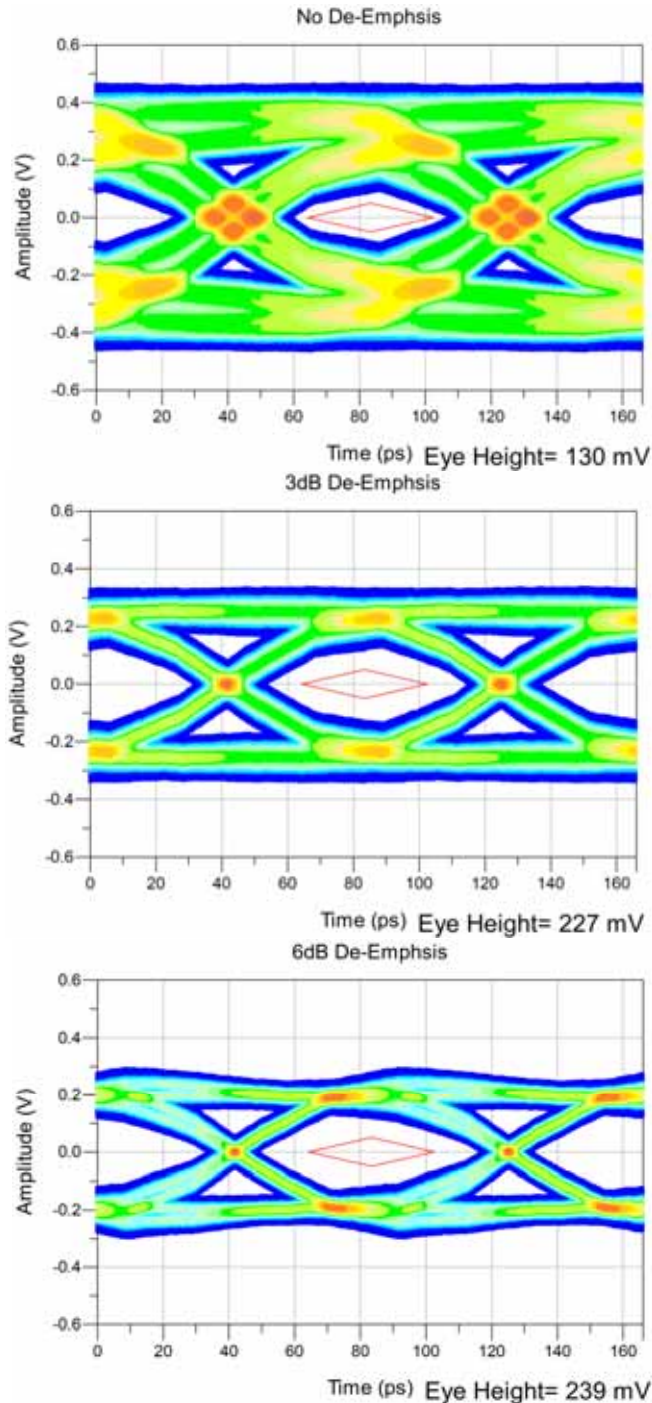 No De-Emphsis
0.6
0.4
0.2
0.0
-0.2
-0.4
-0.6
Amplitude (V)
0 20 40 60 80 100 120 140 160
Time (ps) Eye Height= 130 mV
3dB De-Emphsis
0.6
0.4
0.2
0.0
-0.2
-0.4
-0.6
Amplitude (V)
0 20 40 60 80 100 120 140 160
Time (ps) Eye Height= 227 mV
6dB De-Emphsis
0.6
0.4
0.2
0.0
-0.2
-0.4
-0.6
Amplitude (V)
0 20 40 60 80 100 120 140 160
Time (ps) Eye Height= 239 mV